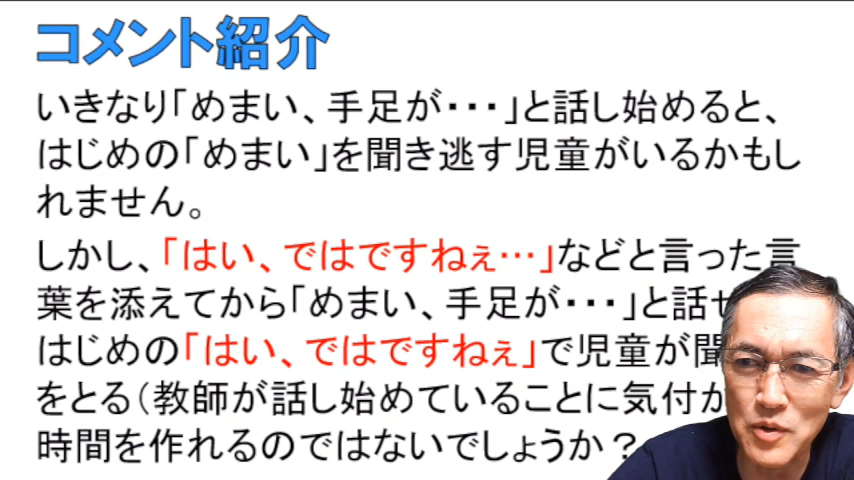 コメント紹介
いきなり「めまい、手足が・・・」と話し始めると、
はじめの「めまい」を聞き逃す児童がいるかもし
れません。
しかし、「はい、ではですねぇ…」などと言った言
葉を添えてから「めまい、手足が・・・」と話せ
はじめの「はい、ではですねぇ」で児童が聞
をとる（教師が話し始めていることに気付か
時間を作れるのではないでしょうか？